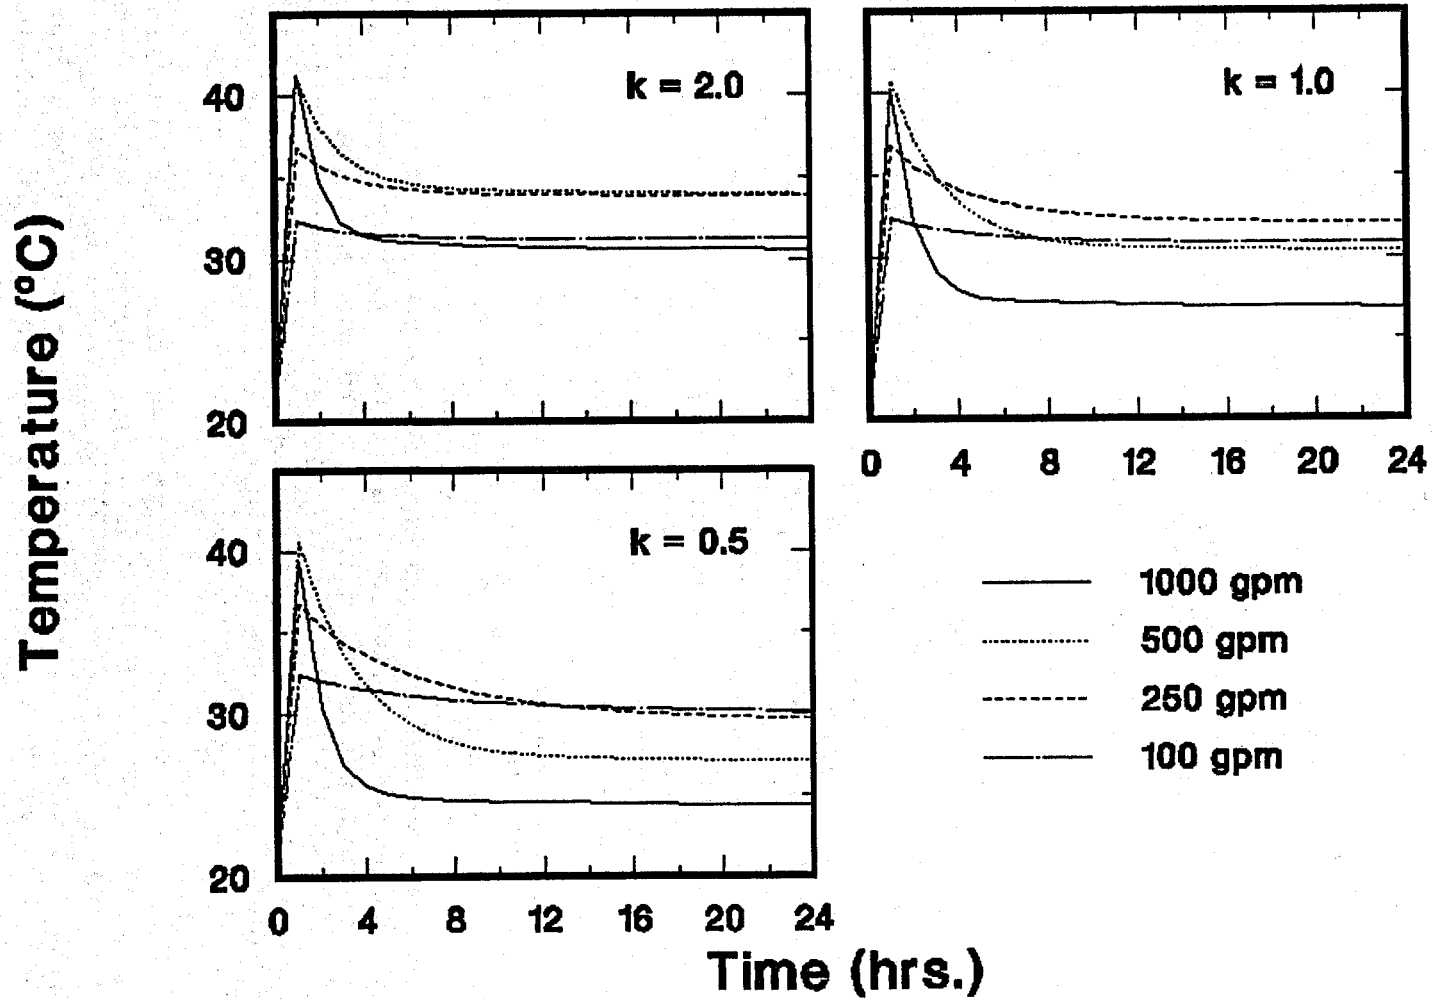 Temperature (ºC)
k = 2.0
40
30
20
k = 1.0
0 4 8 12 16 20 24
k = 0.5
40
30
20
0 4 8 12 16 20 24
1000 gpm
500 gpm
250 gpm
100 gpm
Time (hrs.)